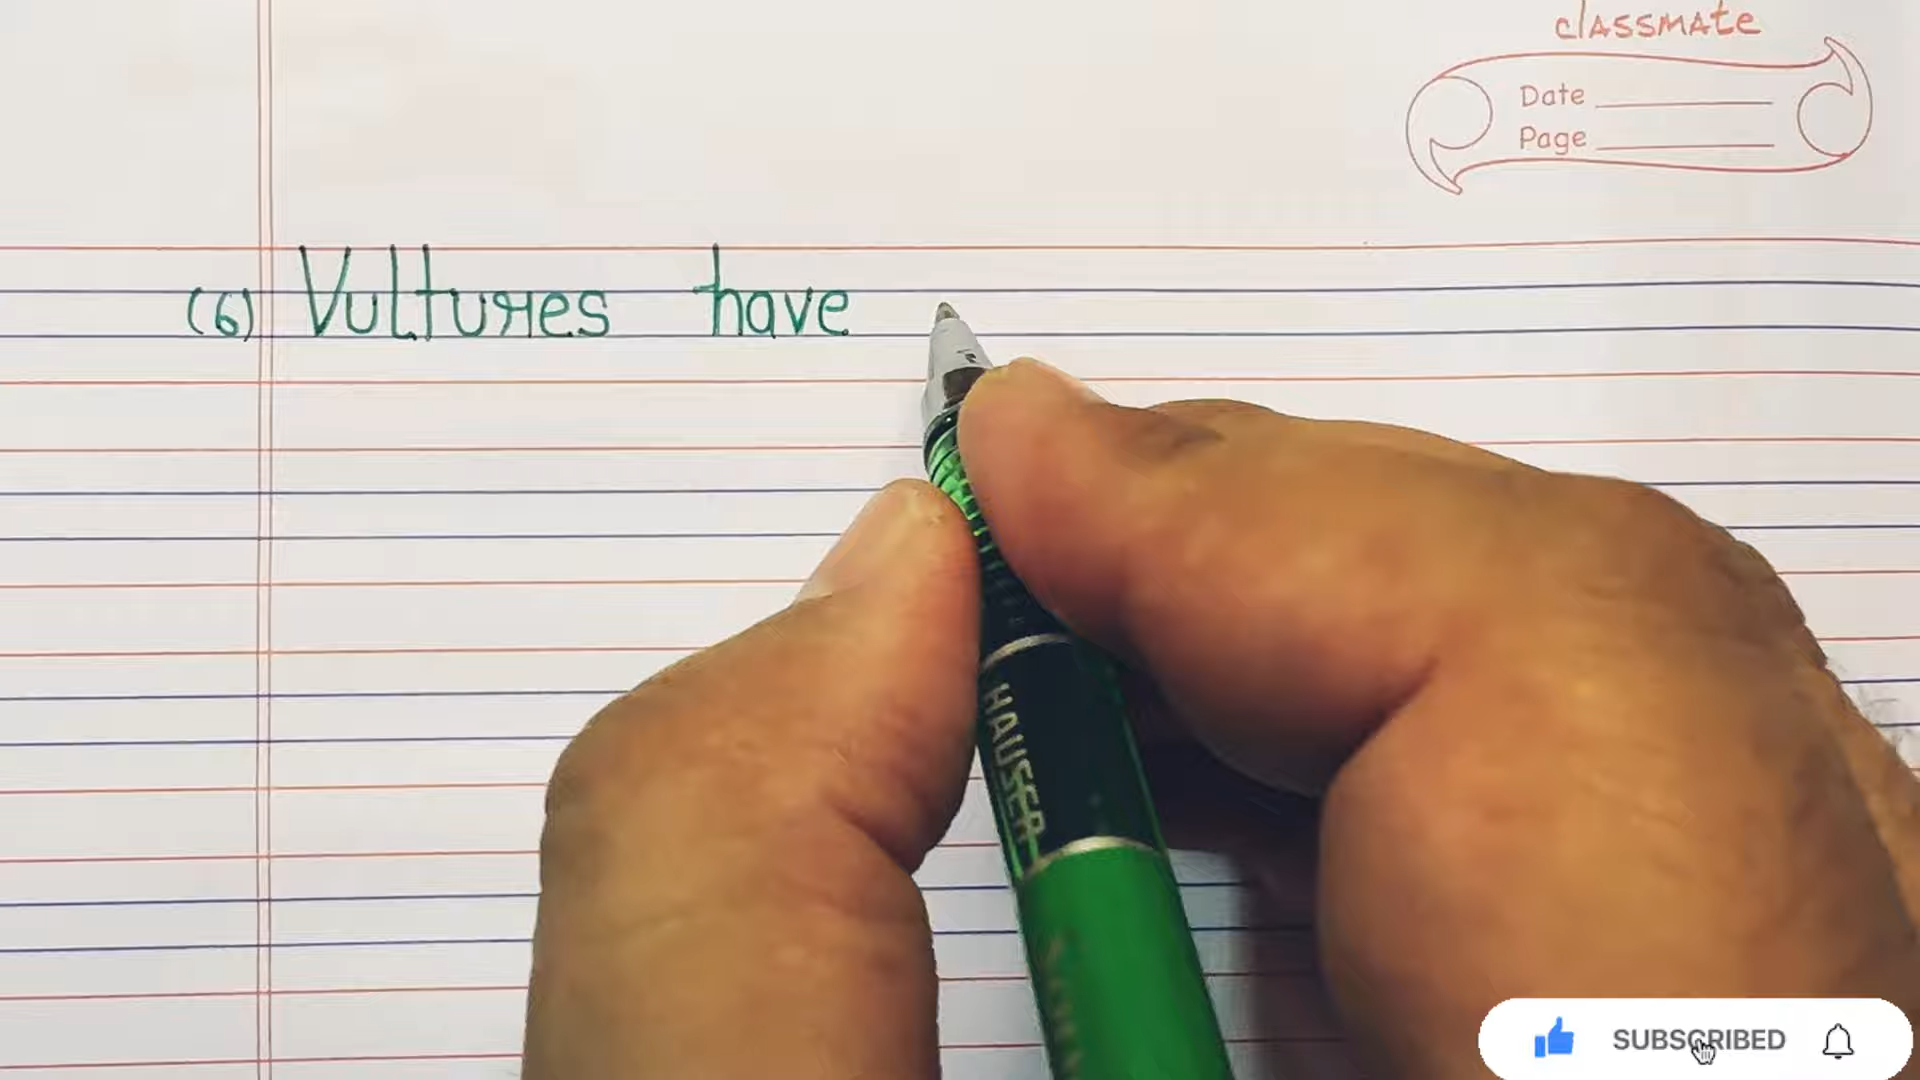 classmate
Date
Page
(6) Vultures have
HAUSER
SUBSCRIBED